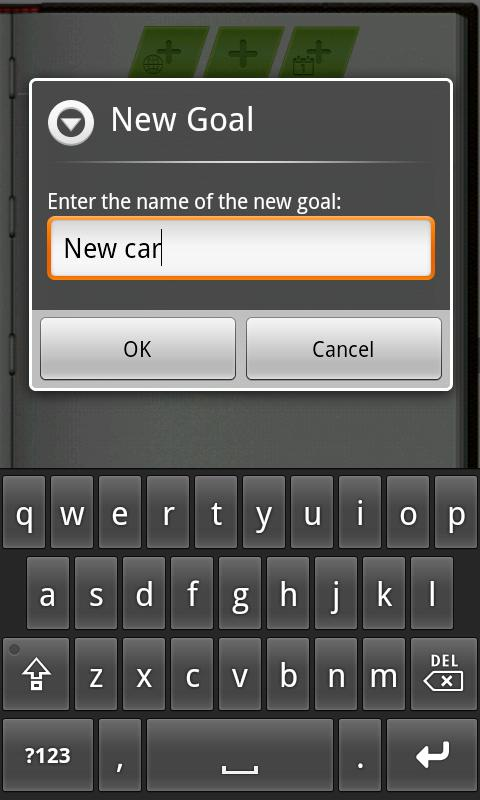 New Goal
Enter the name of the new goal:
New car
OK Cancel
q w e r t y u i o p
a s d f g h j k l
z x c v b n m DEL
?123 , .